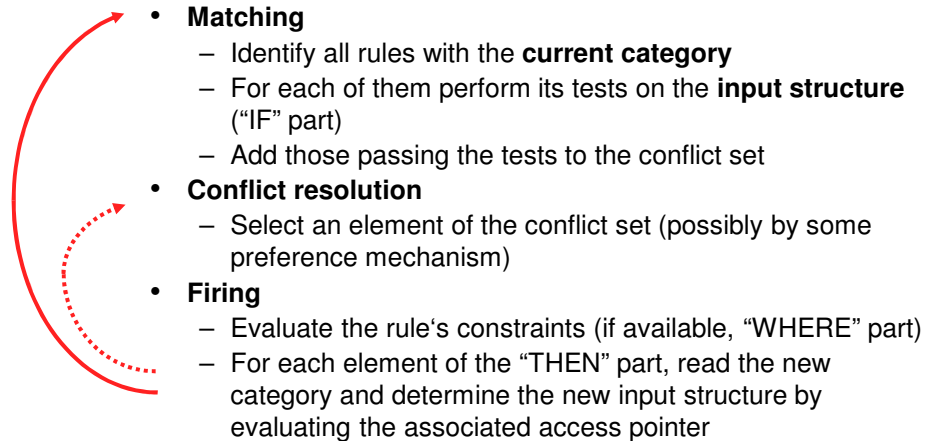 • Matching
– Identify all rules with the current category
– For each of them perform its tests on the input structure
(“IF” part)
– Add those passing the tests to the conflict set
• Conflict resolution
– Select an element of the conflict set (possibly by some
preference mechanism)
• Firing
– Evaluate the rule‘s constraints (if available, “WHERE” part)
– For each element of the “THEN” part, read the new
category and determine the new input structure by
evaluating the associated access pointer